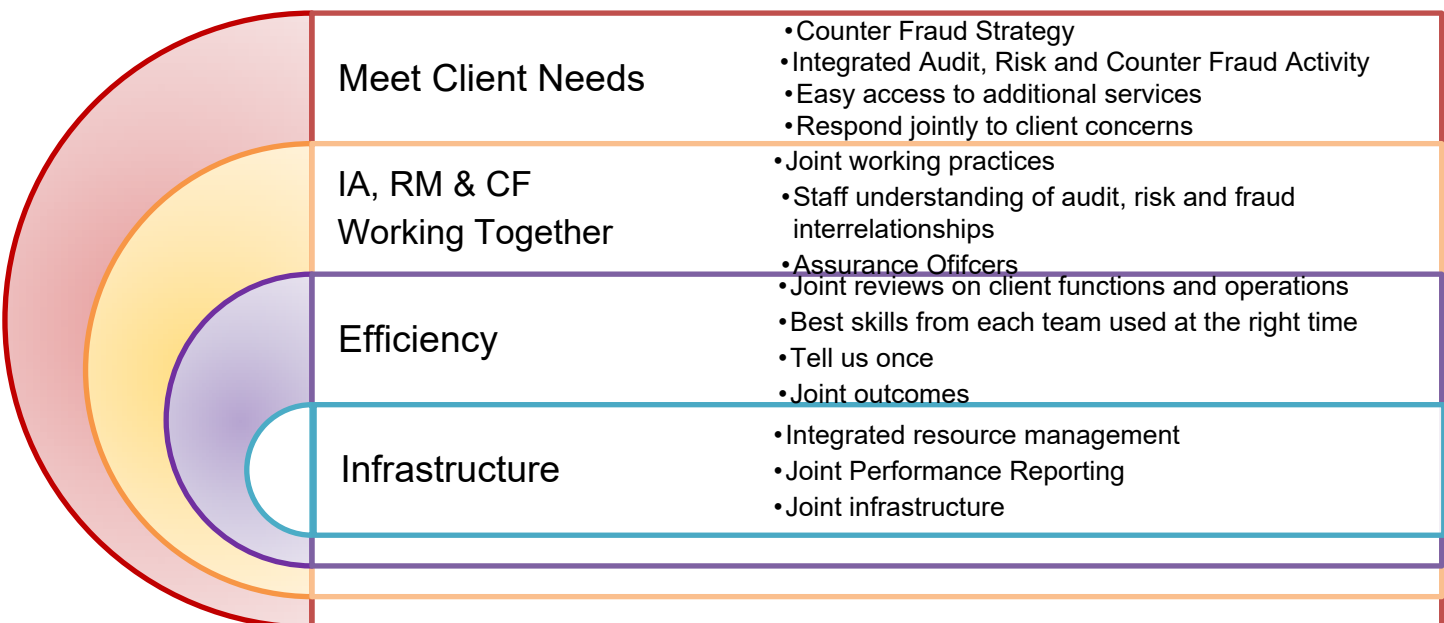 Meet Client Needs
•Counter Fraud Strategy
•Integrated Audit, Risk and Counter Fraud Activity
•Easy access to additional services
•Respond jointly to client concerns
IA, RM & CF
Working Together
•Joint working practices
•Staff understanding of audit, risk and fraud
interrelationships
•Assurance Ofifcers
Efficiency
•Joint reviews on client functions and operations
•Best skills from each team used at the right time
•Tell us once
•Joint outcomes
Infrastructure
•Integrated resource management
•Joint Performance Reporting
•Joint infrastructure